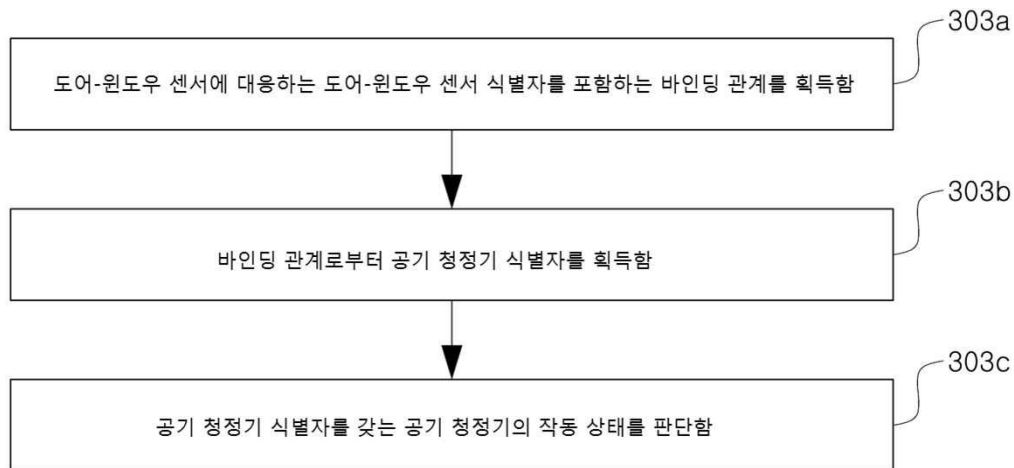 303a
도어-윈도우 센서에 대응하는 도어-윈도우 센서 식별자를 포함하는 바인딩 관계를 획득함
303b
바인딩 관계로부터 공기 청정기 식별자를 획득함
303c
공기 청정기 식별자를 갖는 공기 청정기의 작동 상태를 판단함